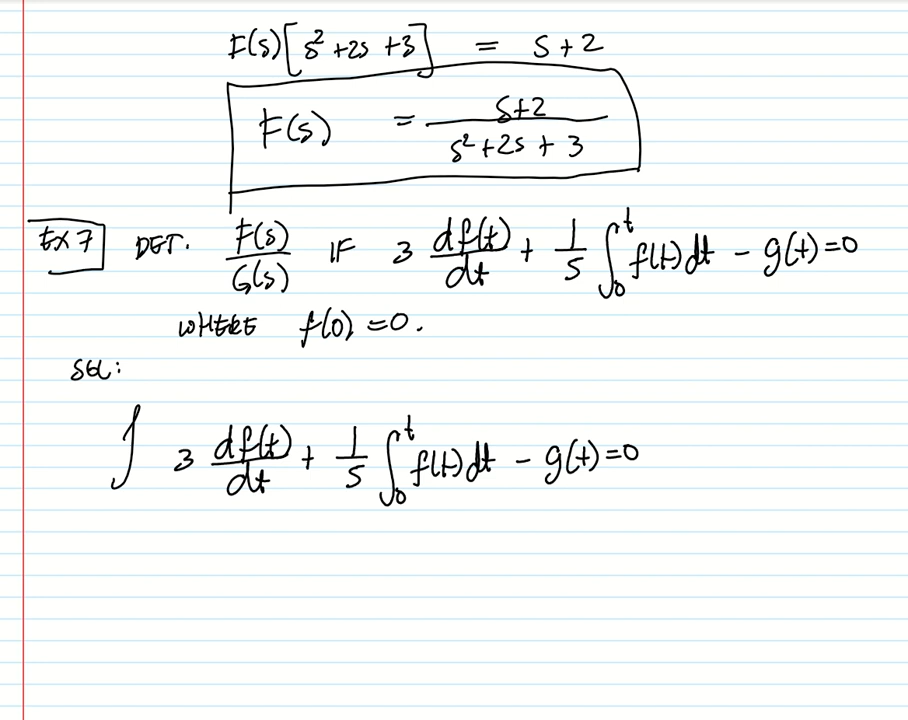 F(s)[s²+2s+3] = s+2
F(s) = (s+2)/(s²+2s+3)
EX 7 DET. F(s)/G(s) IF 3 df(t)/dt + 1/5 ∫₀ᵗ f(t)dt - g(t)=0
WHERE f(0)=0.
SOL:
∫ 3 df(t)/dt + 1/5 ∫₀ᵗ f(t)dt - g(t)=0